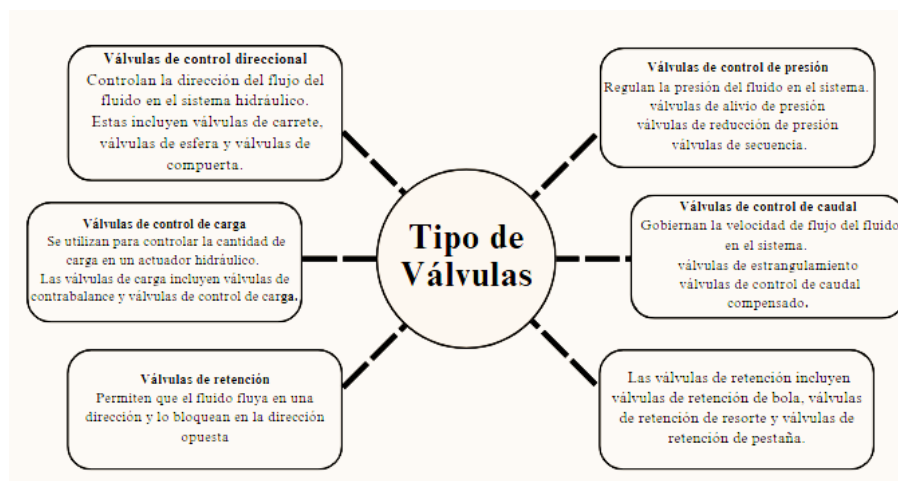 Válvulas de control direccional
Controlan la dirección del flujo del
fluido en el sistema hidráulico.
Estas incluyen válvulas de carrete,
válvulas de esfera y válvulas de
compuerta.
Válvulas de control de carga
Se utilizan para controlar la cantidad de
carga en un actuador hidráulico.
Las válvulas de carga incluyen válvulas de
contrabalance y válvulas de control de carga.
Válvulas de retención
Permiten que el fluido fluya en una
dirección y lo bloquean en la dirección
opuesta
Tipo de
Válvulas
Válvulas de control de presión
Regulan la presión del fluido en el sistema.
válvulas de alivio de presión
válvulas de reducción de presión
válvulas de secuencia.
Válvulas de control de caudal
Gobiernan la velocidad de flujo del fluido
en el sistema.
válvulas de estrangulamiento
válvulas de control de caudal
compensado.
Las válvulas de retención incluyen
válvulas de retención de bola, válvulas
de retención de resorte y válvulas de
retención de pestaña.